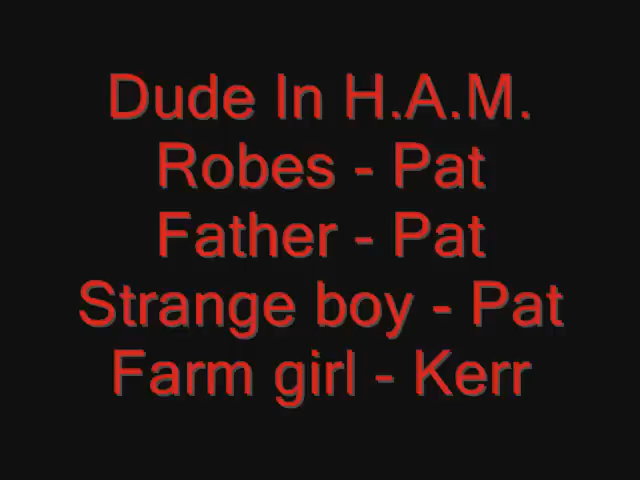 Dude In H.A.M.
Robes - Pat
Father - Pat
Strange boy - Pat
Farm girl - Kerr